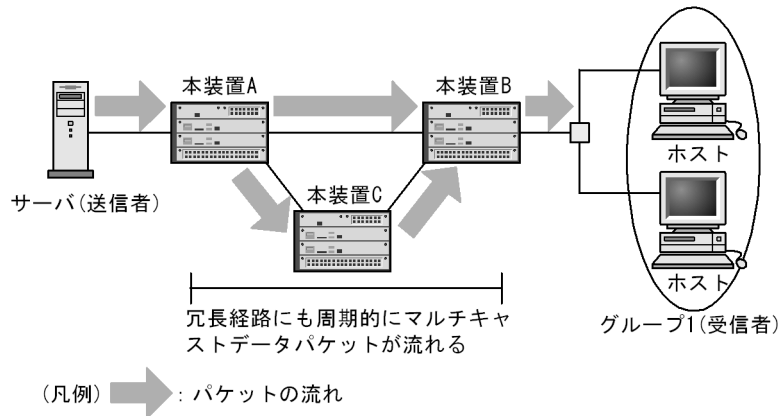 本装置A
本装置B
サーバ(送信者)
本装置C
ホスト
ホスト
グループ1(受信者)
冗長経路にも周期的にマルチキャ
ストデータパケットが流れる
(凡例)
：パケットの流れ